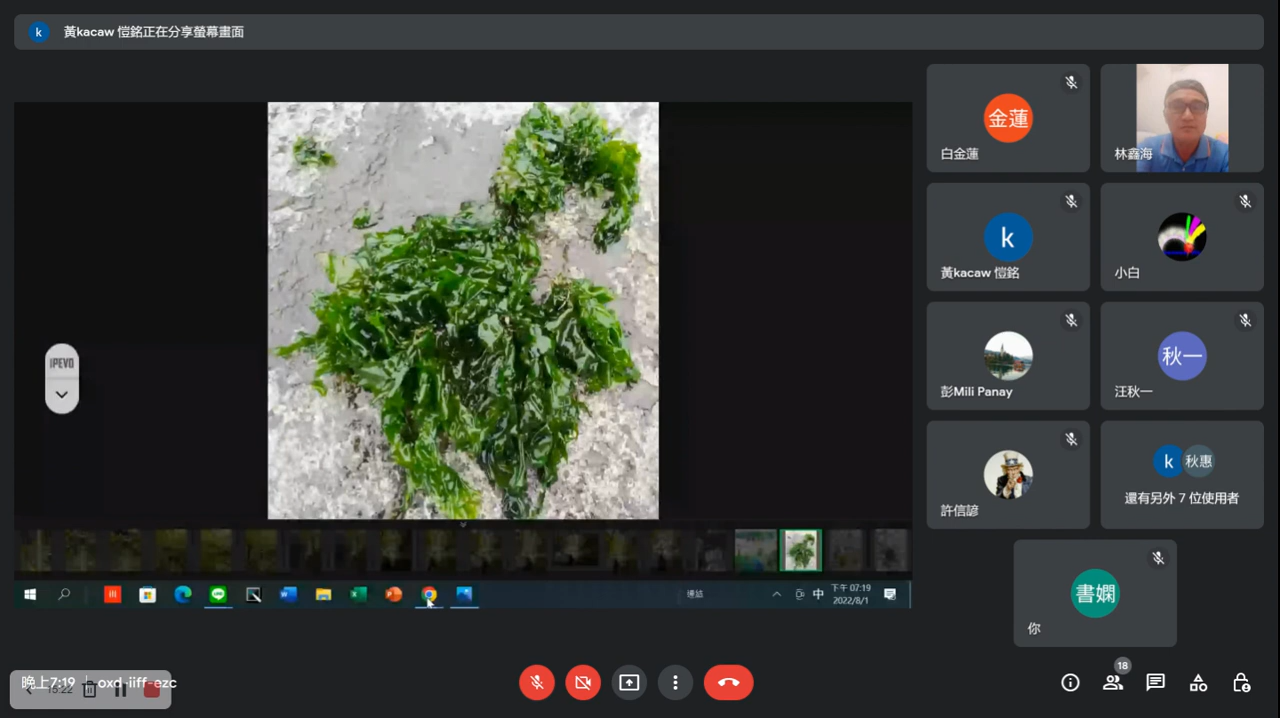 k 黃kacaw 愷銘正在分享螢幕畫面
金蓮
白金蓮
林鑫海
k
黃kacaw 愷銘
小白
彭Mili Panay
秋一
汪秋一
許信諺
k 秋惠
還有另外 7 位使用者
書嫻
你
IPEVO
中
下午 07:19
2022/8/1
晚上7:19
oxd-iiff-ezc
18